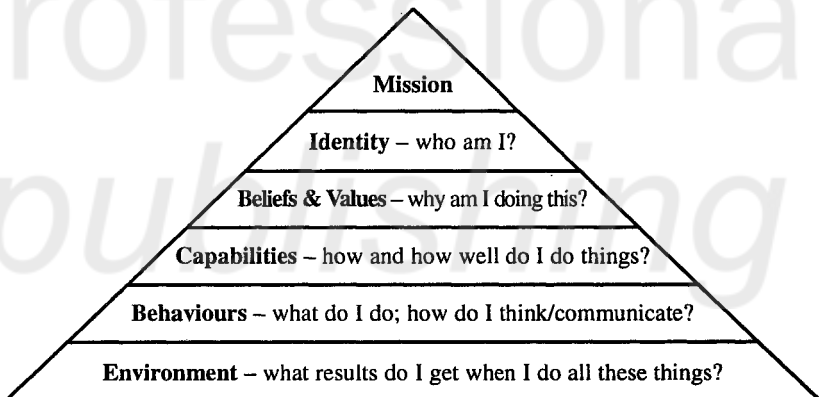 rofessiona
Mission
Identity – who am I?
publishing
Beliefs & Values – why am I doing this?
Capabilities – how and how well do I do things?
Behaviours – what do I do; how do I think/communicate?
Environment – what results do I get when I do all these things?